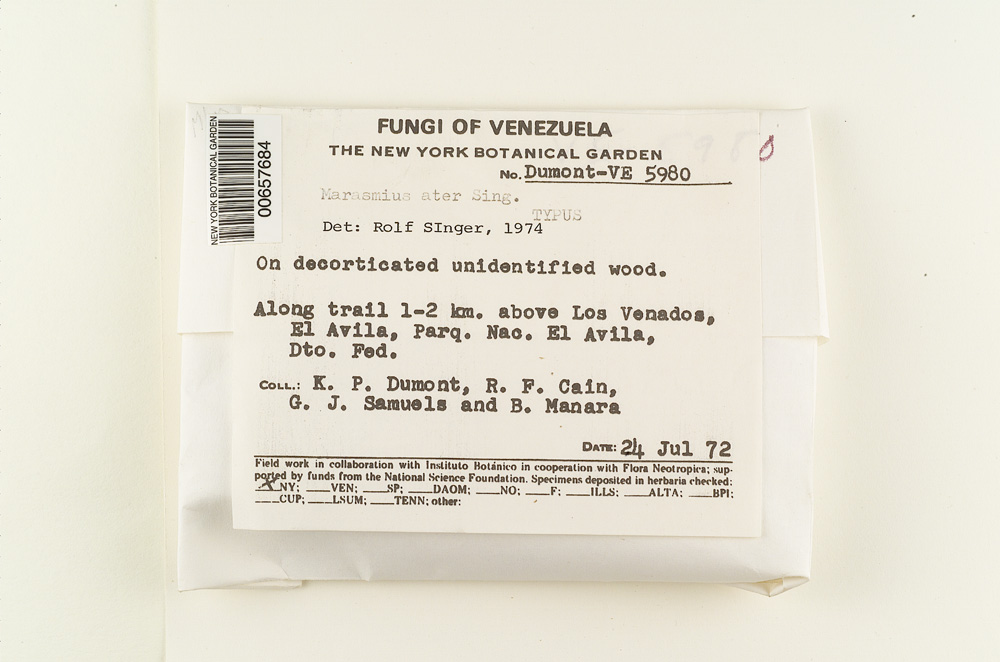 FUNGI OF VENEZUELA
THE NEW YORK BOTANICAL GARDEN
No. Dumont-VE 5980
Marasmius ater Sing.
TYPUS
Det: Rolf SInger, 1974
On decorticated unidentified wood.
Along trail 1-2 km. above Los Venados,
El Avila, Parq. Nac. El Avila,
Dto. Fed.
COLL.: K. P. Dumont, R. F. Cain,
G. J. Samuels and B. Manara
DATE: 24 Jul 72
Field work in collaboration with Instituto Botánico in cooperation with Flora Neotropica; sup-
ported by funds from the National Science Foundation. Specimens deposited in herbaria checked:
X NY; ___VEN; ___SP; ___DAOM; ___NO; ___F; ___ILLS; ___ALTA; ___BPI;
___CUP; ___LSUM; ___TENN; other:
NEW YORK BOTANICAL GARDEN
00657684